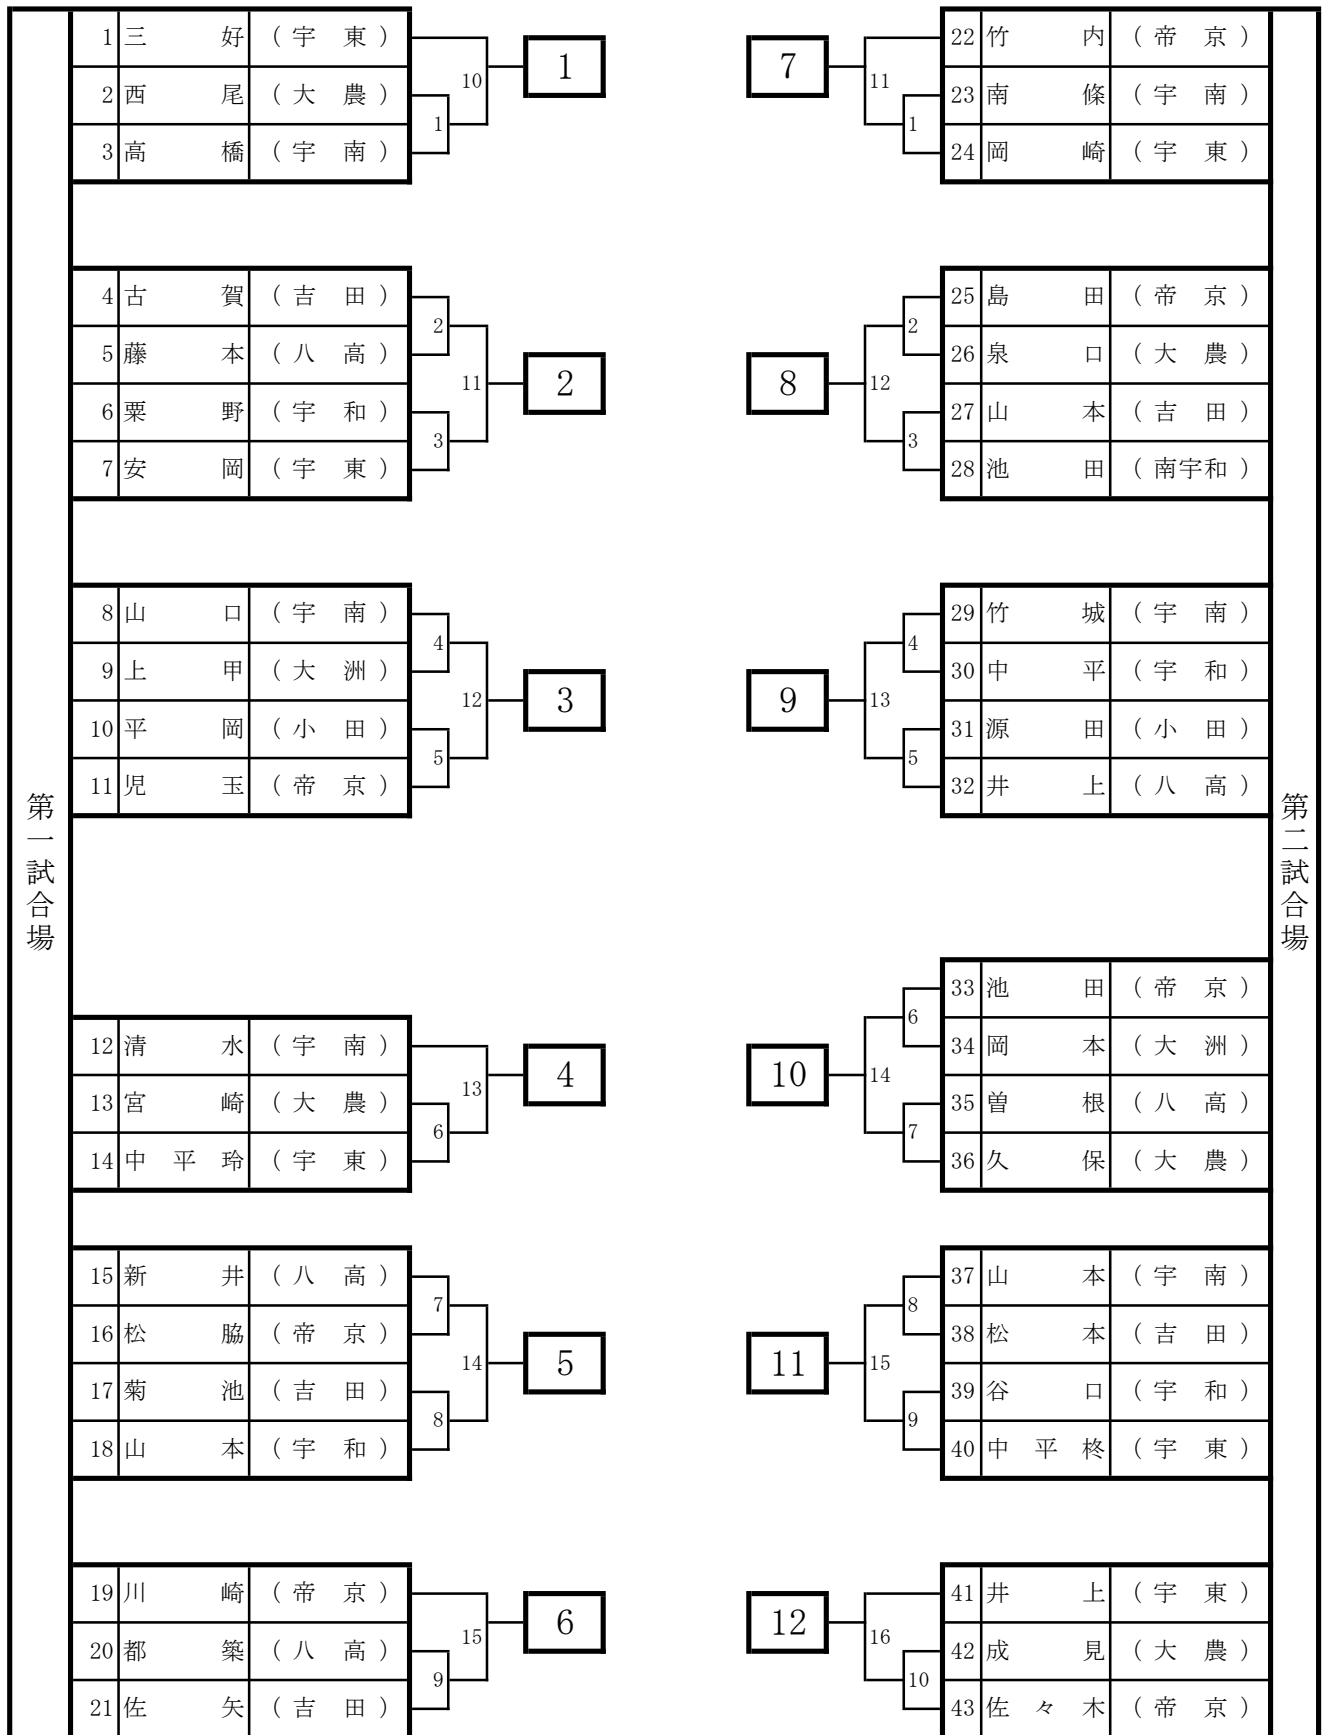 第一試合場
1 三好 (宇東)
2 西尾 (大農)
3 高橋 (宇南)
1
10
1
4 古賀 (吉田)
5 藤本 (八高)
6 粟野 (宇和)
7 安岡 (宇東)
2
3
11
2
8 山口 (宇南)
9 上甲 (大洲)
10 平岡 (小田)
11 児玉 (帝京)
4
5
12
3
12 清水 (宇南)
13 宮崎 (大農)
14 中平玲 (宇東)
6
13
4
15 新井 (八高)
16 松脇 (帝京)
17 菊池 (吉田)
18 山本 (宇和)
7
8
14
5
19 川崎 (帝京)
20 都築 (八高)
21 佐矢 (吉田)
9
15
6
第二試合場
22 竹内 (帝京)
23 南條 (宇南)
24 岡崎 (宇東)
1
11
7
25 島田 (帝京)
26 泉口 (大農)
27 山本 (吉田)
28 池田 (南宇和)
2
3
12
8
29 竹城 (宇南)
30 中平 (宇和)
31 源田 (小田)
32 井上 (八高)
4
5
13
9
33 池田 (帝京)
34 岡本 (大洲)
35 曽根 (八高)
36 久保 (大農)
6
7
14
10
37 山本 (宇南)
38 松本 (吉田)
39 谷口 (宇和)
40 中平柊 (宇東)
8
9
15
11
41 井上 (宇東)
42 成見 (大農)
43 佐々木 (帝京)
10
16
12